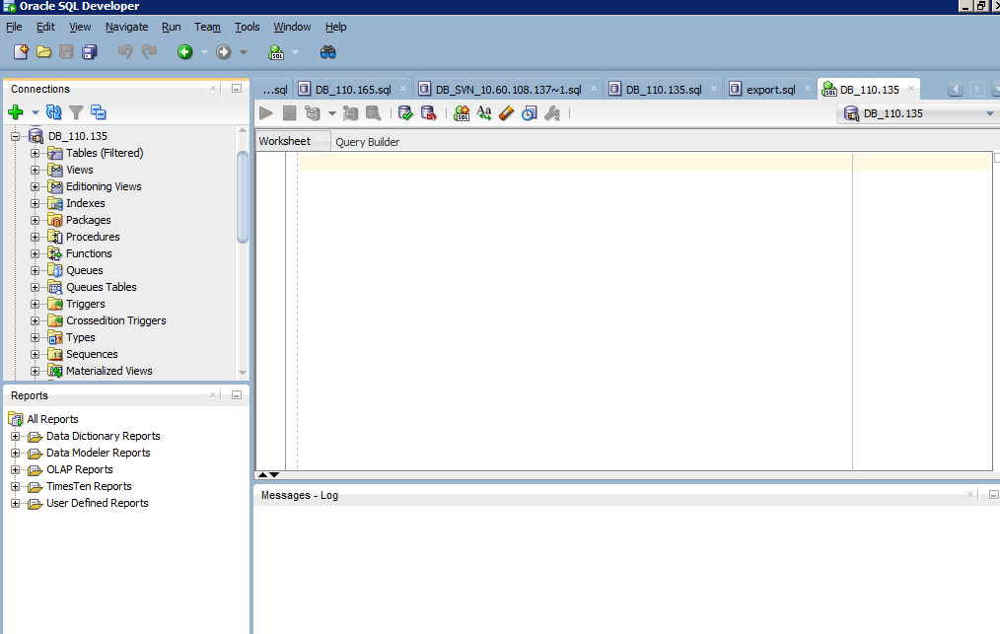 Oracle SQL Developer
File Edit View Navigate Run Team Tools Window Help
Connections
DB_110.135
Tables (Filtered)
Views
Editioning Views
Indexes
Packages
Procedures
Functions
Queues
Queues Tables
Triggers
Crossedition Triggers
Types
Sequences
Materialized Views
Reports
All Reports
Data Dictionary Reports
Data Modeler Reports
OLAP Reports
TimesTen Reports
User Defined Reports
...sql DB_110.165.sql DB_SVN_10.60.108.137~1.sql DB_110.135.sql export.sql DB_110.135
DB_110.135
Worksheet Query Builder
Messages - Log